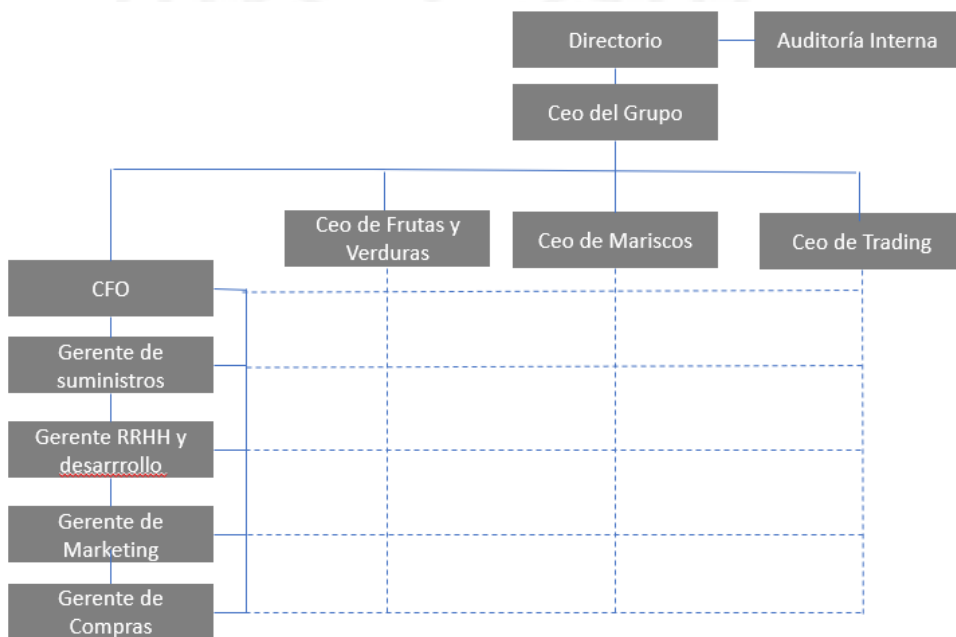 Directorio
Auditoría Interna
Ceo del Grupo
Ceo de Frutas y
Verduras
Ceo de Mariscos
Ceo de Trading
CFO
Gerente de
suministros
Gerente RRHH y
desarrrollo
Gerente de
Marketing
Gerente de
Compras